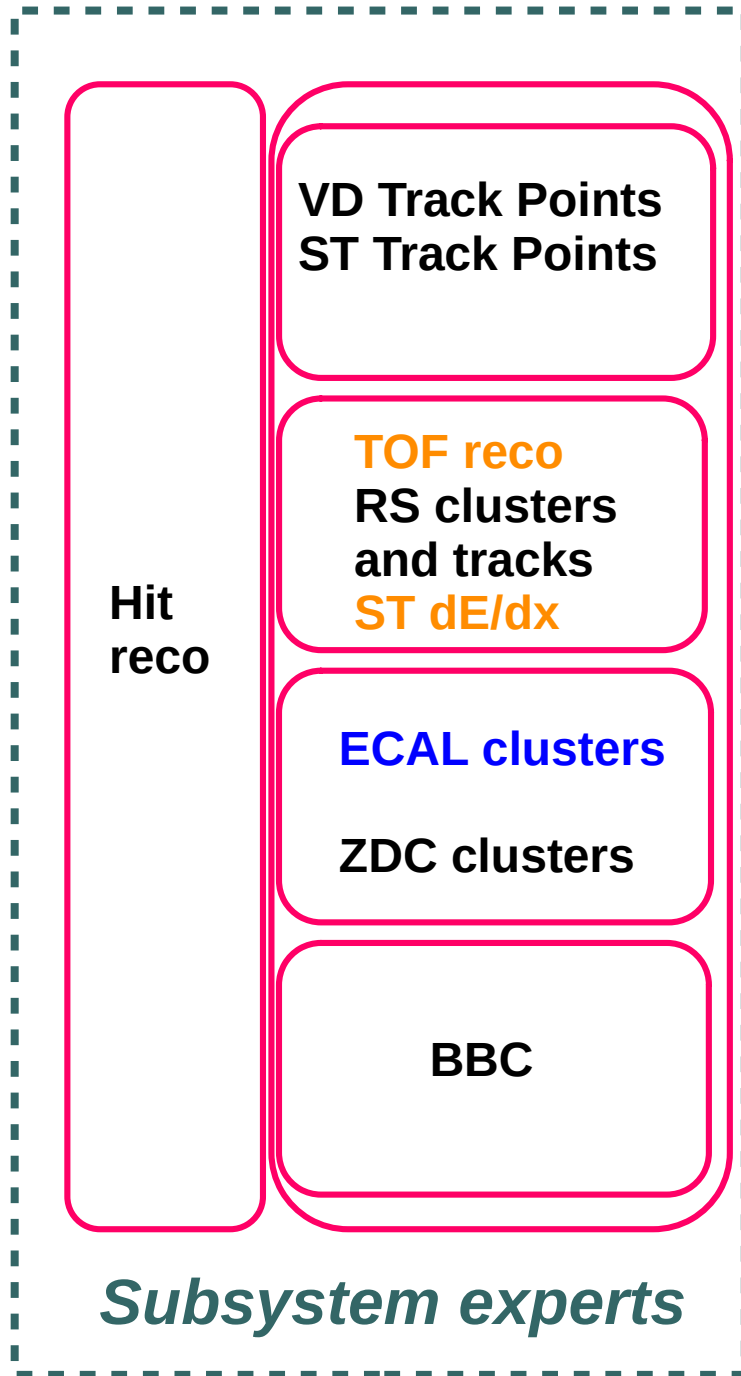 Hit
reco
VD Track Points
ST Track Points
TOF reco
RS clusters
and tracks
ST dE/dx
ECAL clusters
ZDC clusters
BBC
Subsystem experts